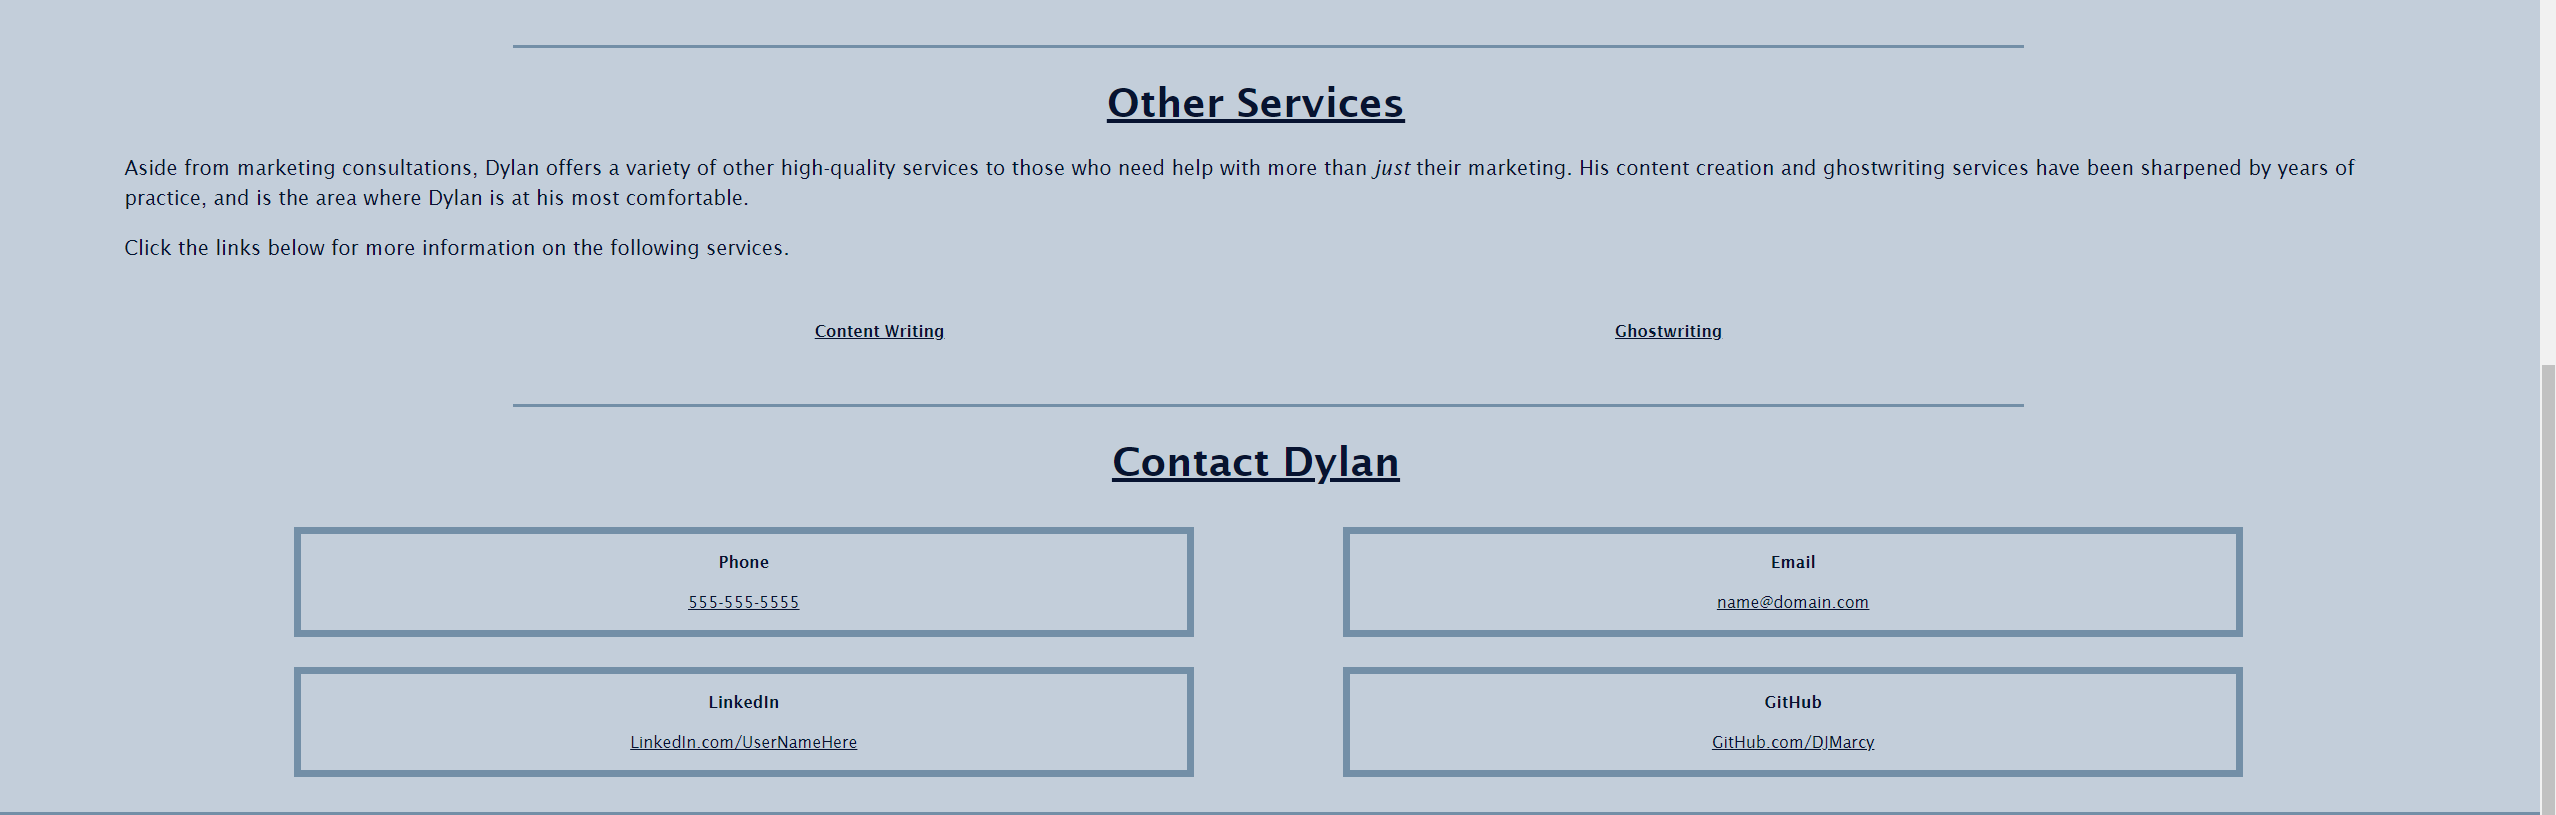 Other Services
Aside from marketing consultations, Dylan offers a variety of other high-quality services to those who need help with more than just their marketing. His content creation and ghostwriting services have been sharpened by years of
practice, and is the area where Dylan is at his most comfortable.
Click the links below for more information on the following services.
Content Writing
Ghostwriting
Contact Dylan
Phone
555-555-5555
Email
name@domain.com
LinkedIn
LinkedIn.com/UserNameHere
GitHub
GitHub.com/DJMarcy